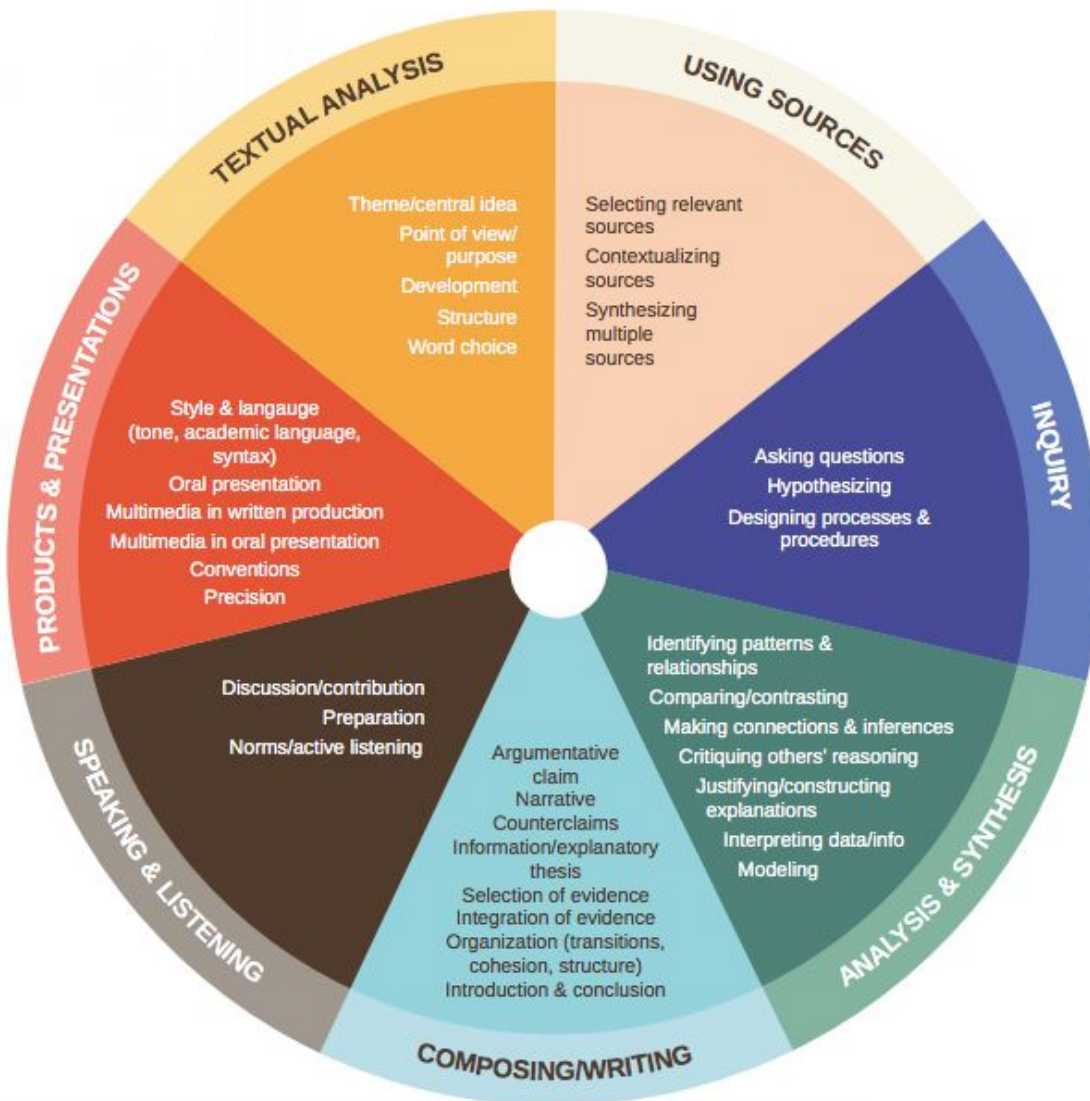 TEXTUAL ANALYSIS
Theme/central idea
Point of view/
purpose
Development
Structure
Word choice
USING SOURCES
Selecting relevant
sources
Contextualizing
sources
Synthesizing
multiple
sources
INQUIRY
Asking questions
Hypothesizing
Designing processes &
procedures
ANALYSIS & SYNTHESIS
Identifying patterns &
relationships
Comparing/contrasting
Making connections & inferences
Critiquing others' reasoning
Justifying/constructing
explanations
Interpreting data/info
Modeling
COMPOSING/WRITING
Argumentative
claim
Narrative
Counterclaims
Information/explanatory
thesis
Selection of evidence
Integration of evidence
Organization (transitions,
cohesion, structure)
Introduction & conclusion
SPEAKING & LISTENING
Discussion/contribution
Preparation
Norms/active listening
PRODUCTS & PRESENTATIONS
Style & langauge
(tone, academic language,
syntax)
Oral presentation
Multimedia in written production
Multimedia in oral presentation
Conventions
Precision